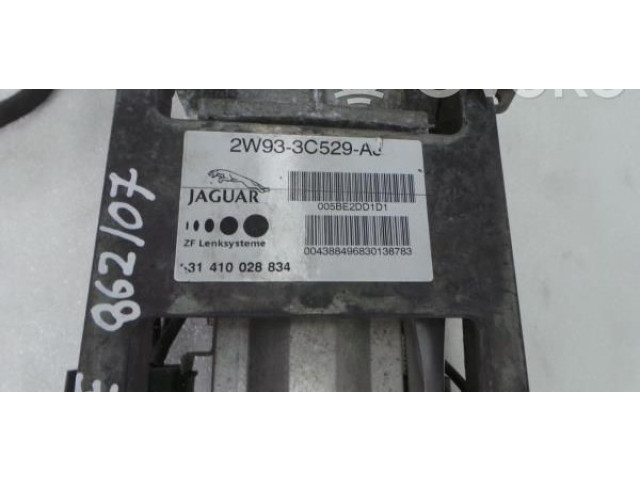 2W93-3C529-AJ
JAGUAR
005BE2DD1D1
ZF Lenksysteme
004388496830138783
31 410 028 834
862/07